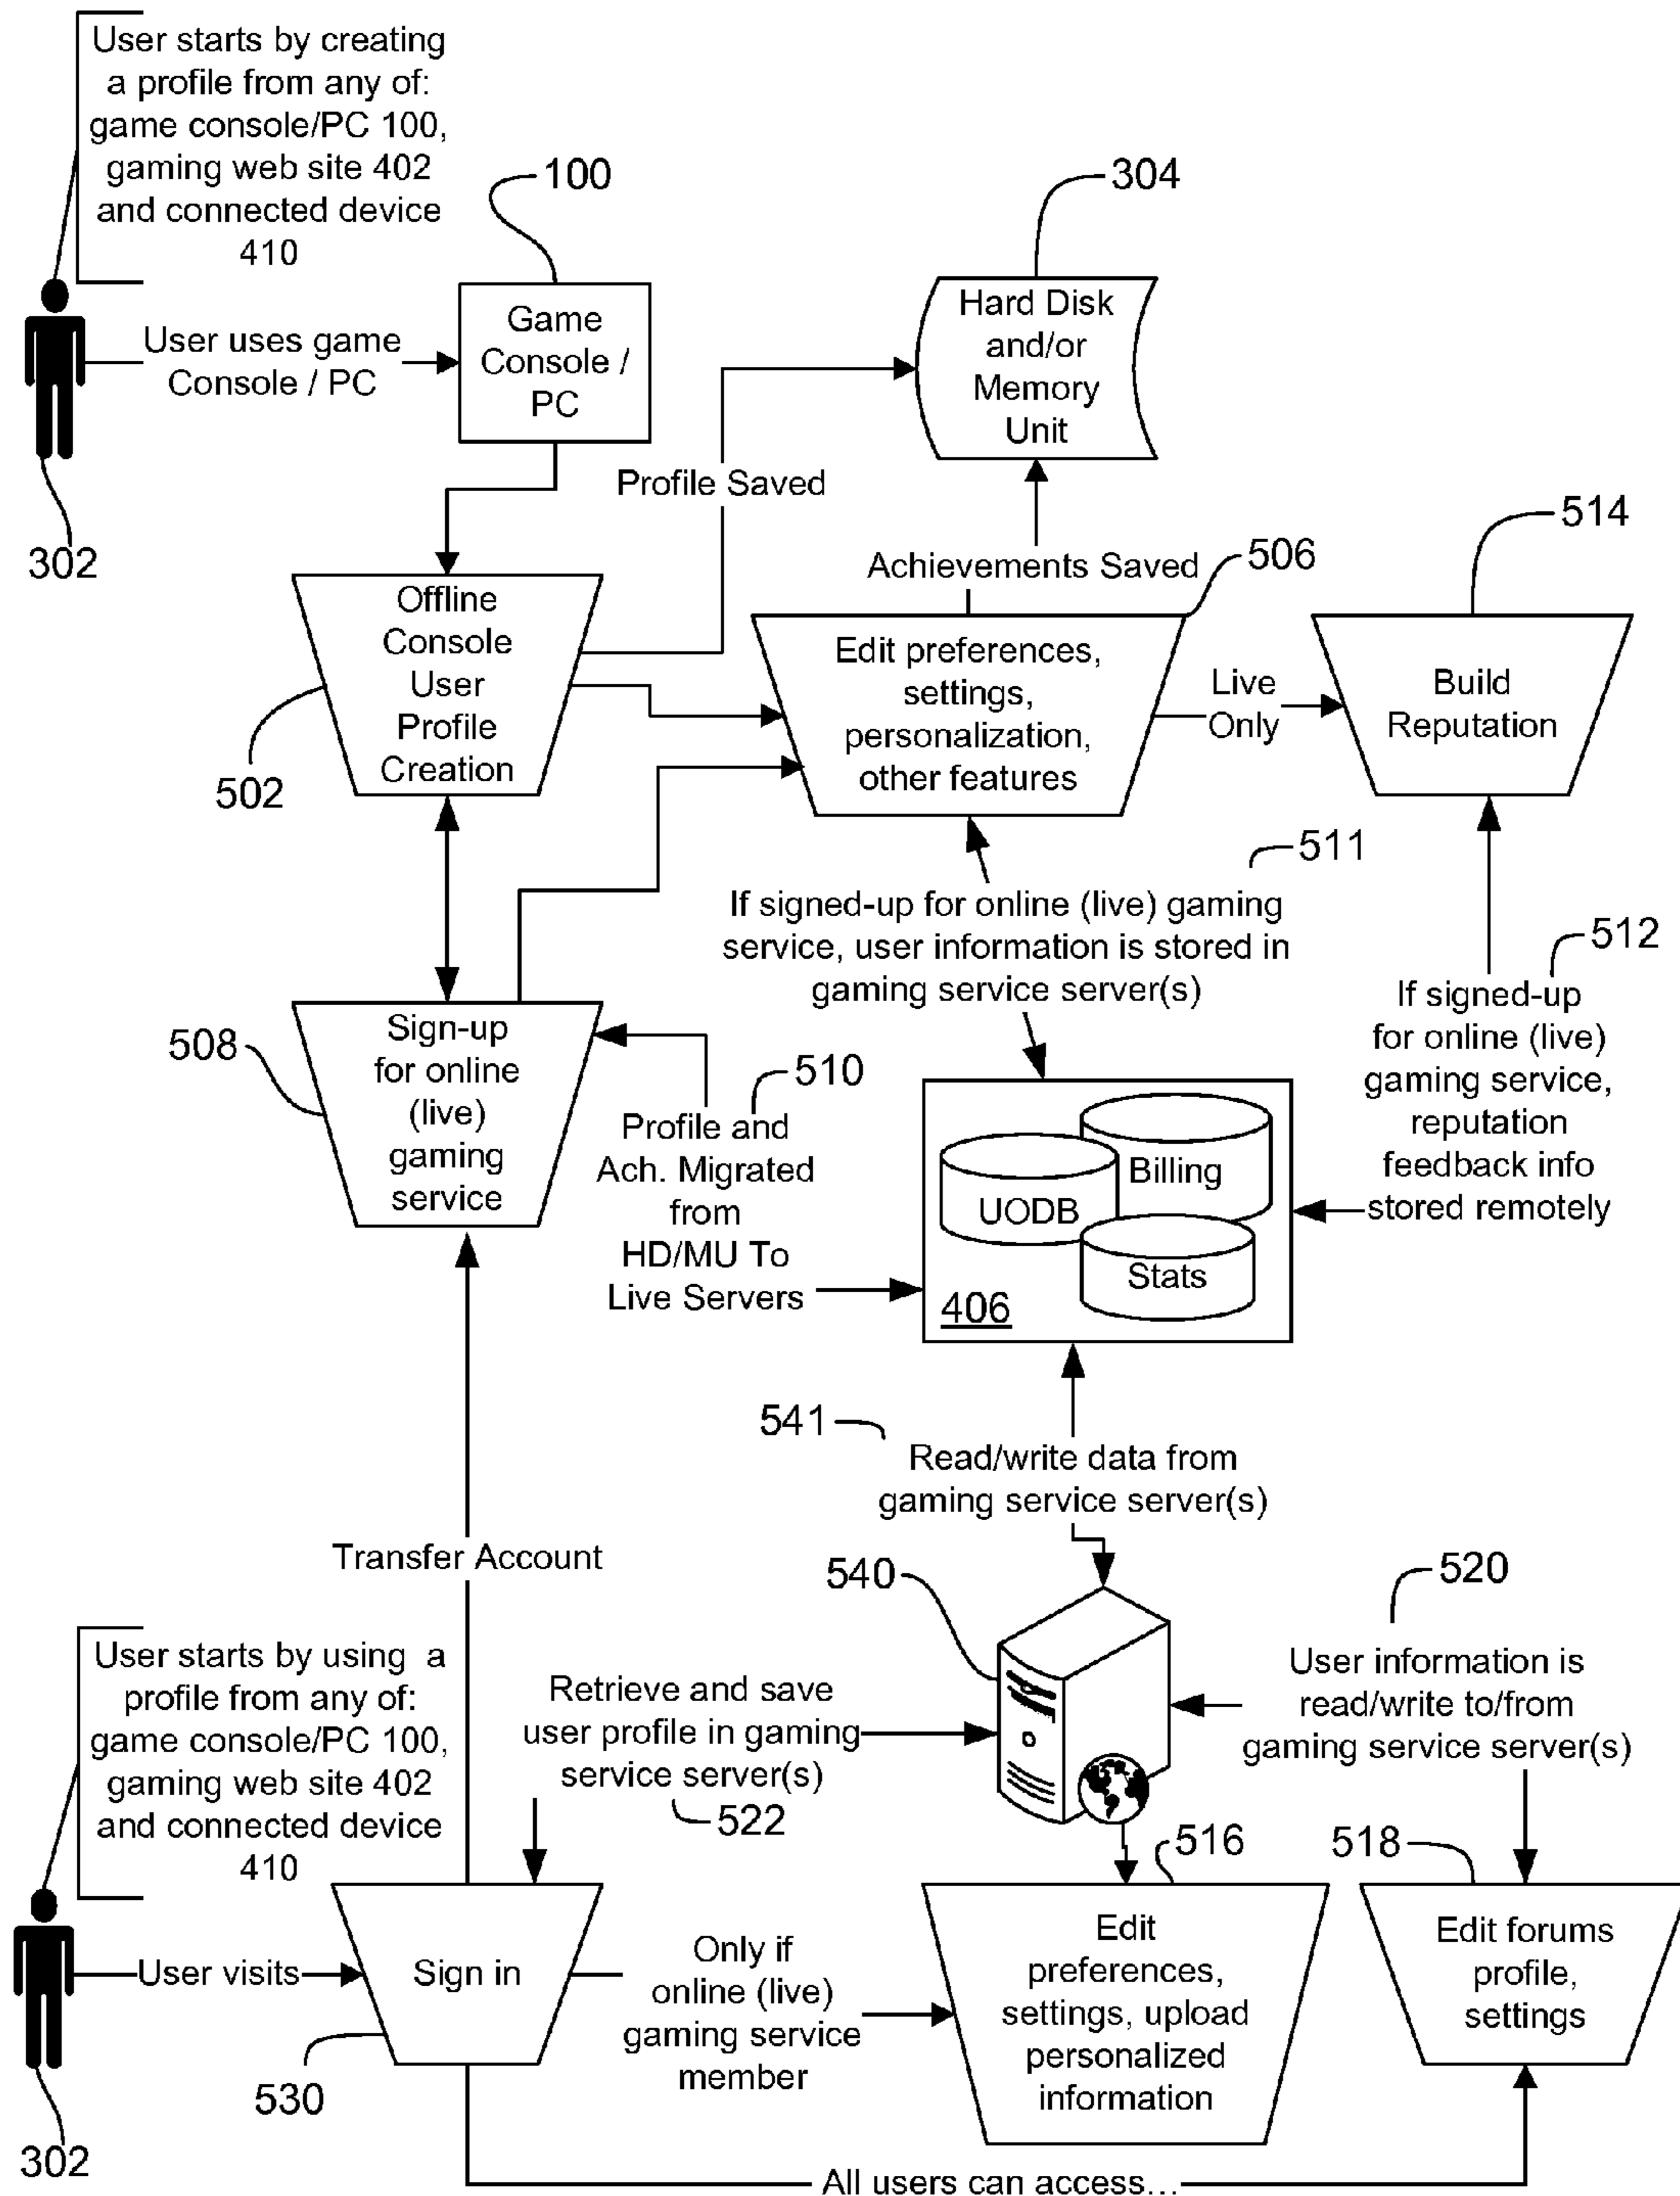 User starts by creating
a profile from any of:
game console/PC 100,
gaming web site 402
and connected device
410
100
304
User uses game
Console / PC
Game
Console /
PC
Hard Disk
and/or
Memory
Unit
302
Profile Saved
Achievements Saved
506
514
Offline
Console
User
Profile
Creation
502
Edit preferences,
settings,
personalization,
other features
Live
Only
Build
Reputation
511
If signed-up for online (live) gaming
service, user information is stored in
gaming service server(s)
512
If signed-up
for online (live)
gaming service,
reputation
feedback info
stored remotely
508
Sign-up
for online
(live)
gaming
service
510
Profile and
Ach. Migrated
from
HD/MU To
Live Servers
Billing
UODB
Stats
406
541
Read/write data from
gaming service server(s)
Transfer Account
540
520
User information is
read/write to/from
gaming service server(s)
User starts by using a
profile from any of:
game console/PC 100,
gaming web site 402
and connected device
410
Retrieve and save
user profile in gaming
service server(s)
522
516
518
User visits
Sign in
530
302
Only if
online (live)
gaming service
member
Edit
preferences,
settings, upload
personalized
information
Edit forums
profile,
settings
All users can access...